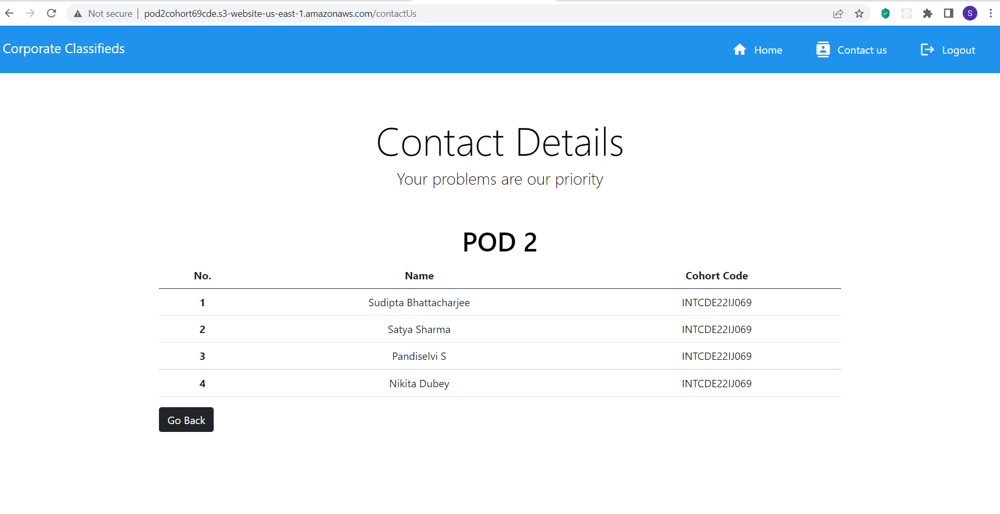 Not secure | pod2cohort69cde.s3-website-us-east-1.amazonaws.com/contactUs
S
Corporate Classifieds Home Contact us Logout
Contact Details
Your problems are our priority
POD 2
No. Name Cohort Code
1 Sudipta Bhattacharjee INTCDE22IJ069
2 Satya Sharma INTCDE22IJ069
3 Pandiselvi S INTCDE22IJ069
4 Nikita Dubey INTCDE22IJ069
Go Back